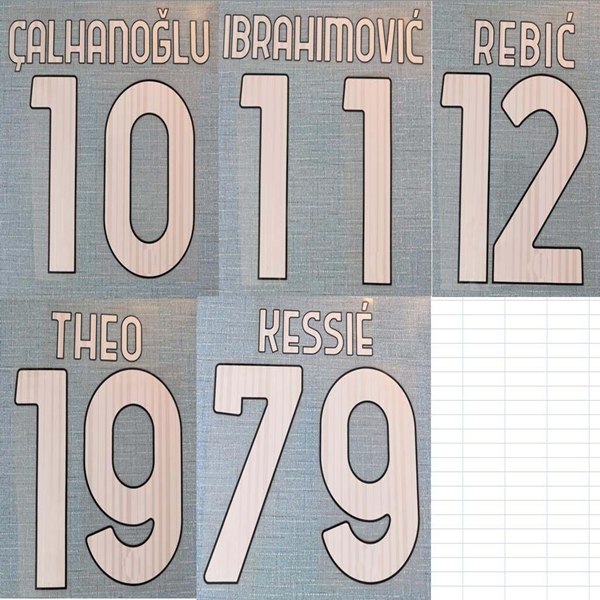 ÇALHANOĞLU
10
IBRAHIMOVIĆ
11
REBIĆ
12
THEO
19
KESSIÉ
79